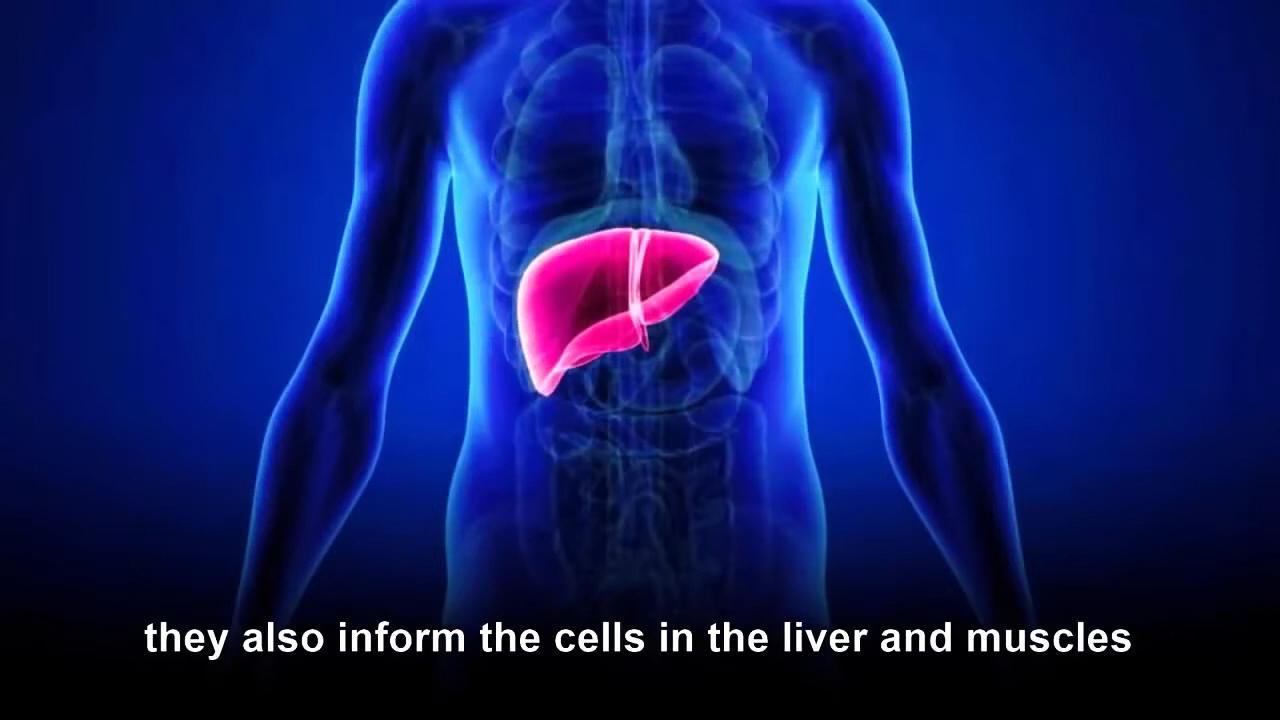 they also inform the cells in the liver and muscles